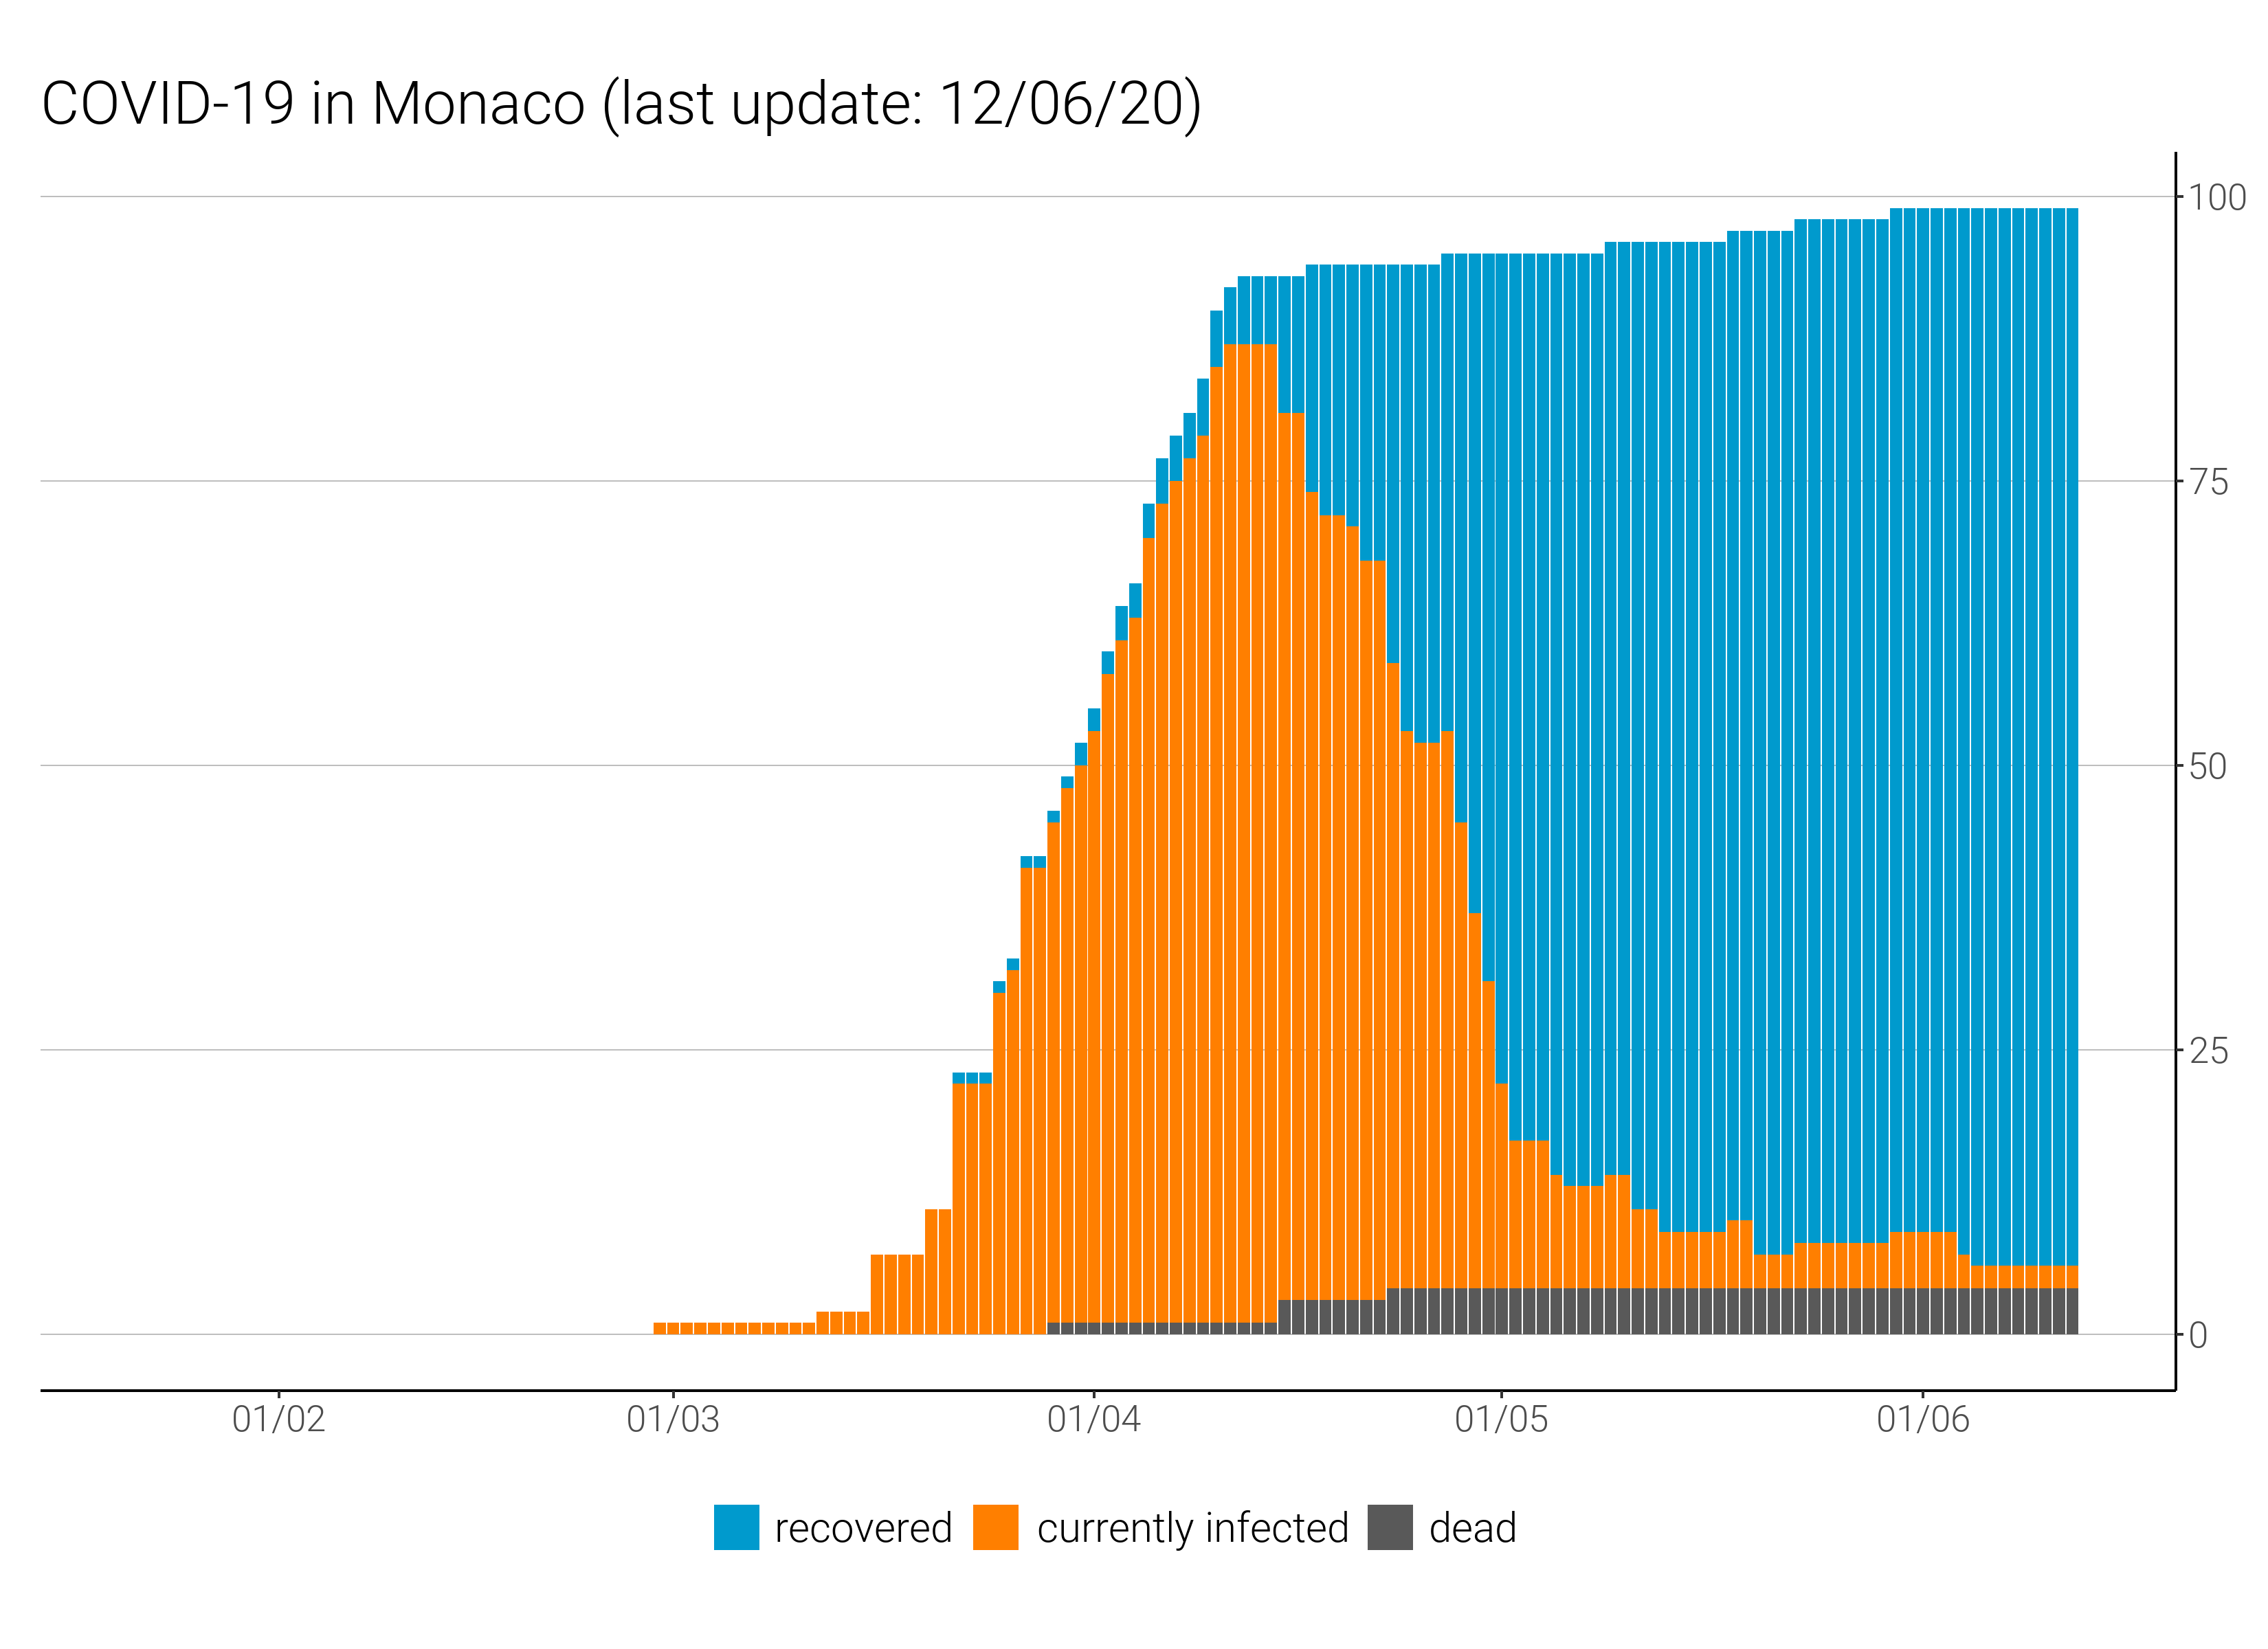 COVID-19 in Monaco (last update: 12/06/20)
100
75
50
25
0
01/02 01/03 01/04 01/05 01/06
recovered currently infected dead